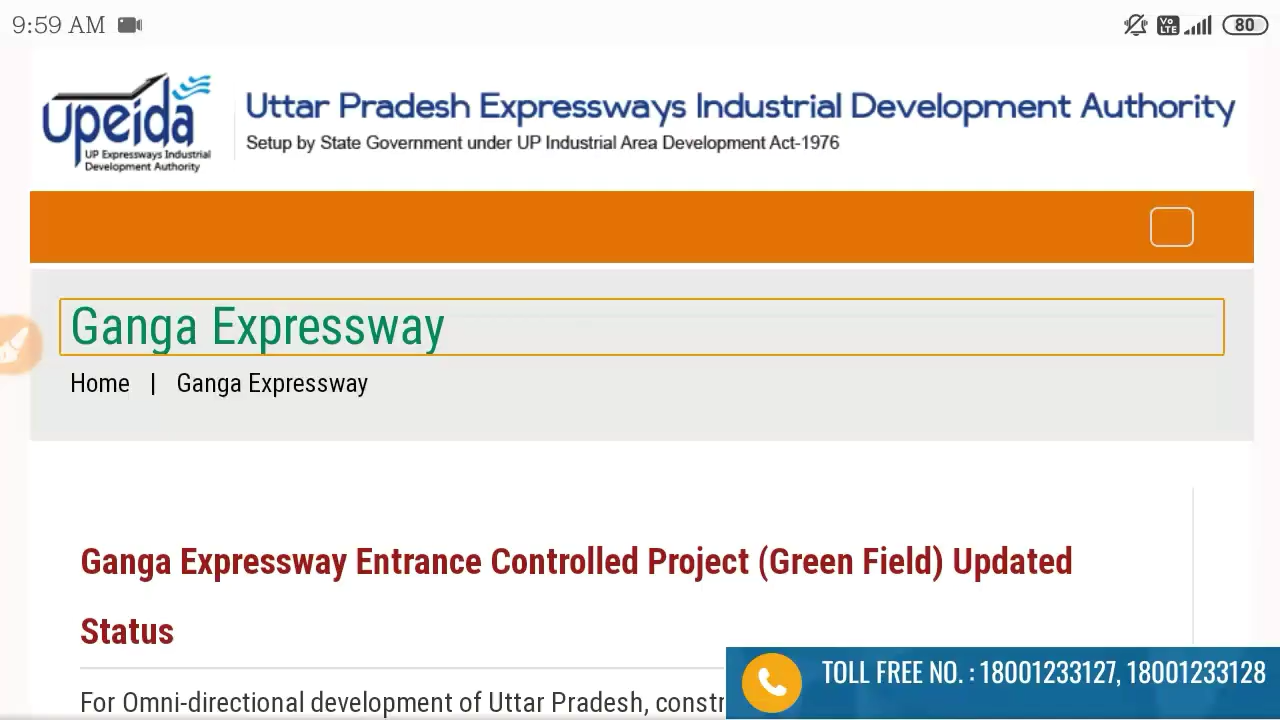 9:59 AM
Vo LTE
80
upeida
UP Expressways Industrial
Development Authority
Uttar Pradesh Expressways Industrial Development Authority
Setup by State Government under UP Industrial Area Development Act-1976
Ganga Expressway
Home | Ganga Expressway
Ganga Expressway Entrance Controlled Project (Green Field) Updated
Status
For Omni-directional development of Uttar Pradesh, constr
TOLL FREE NO. : 18001233127, 18001233128